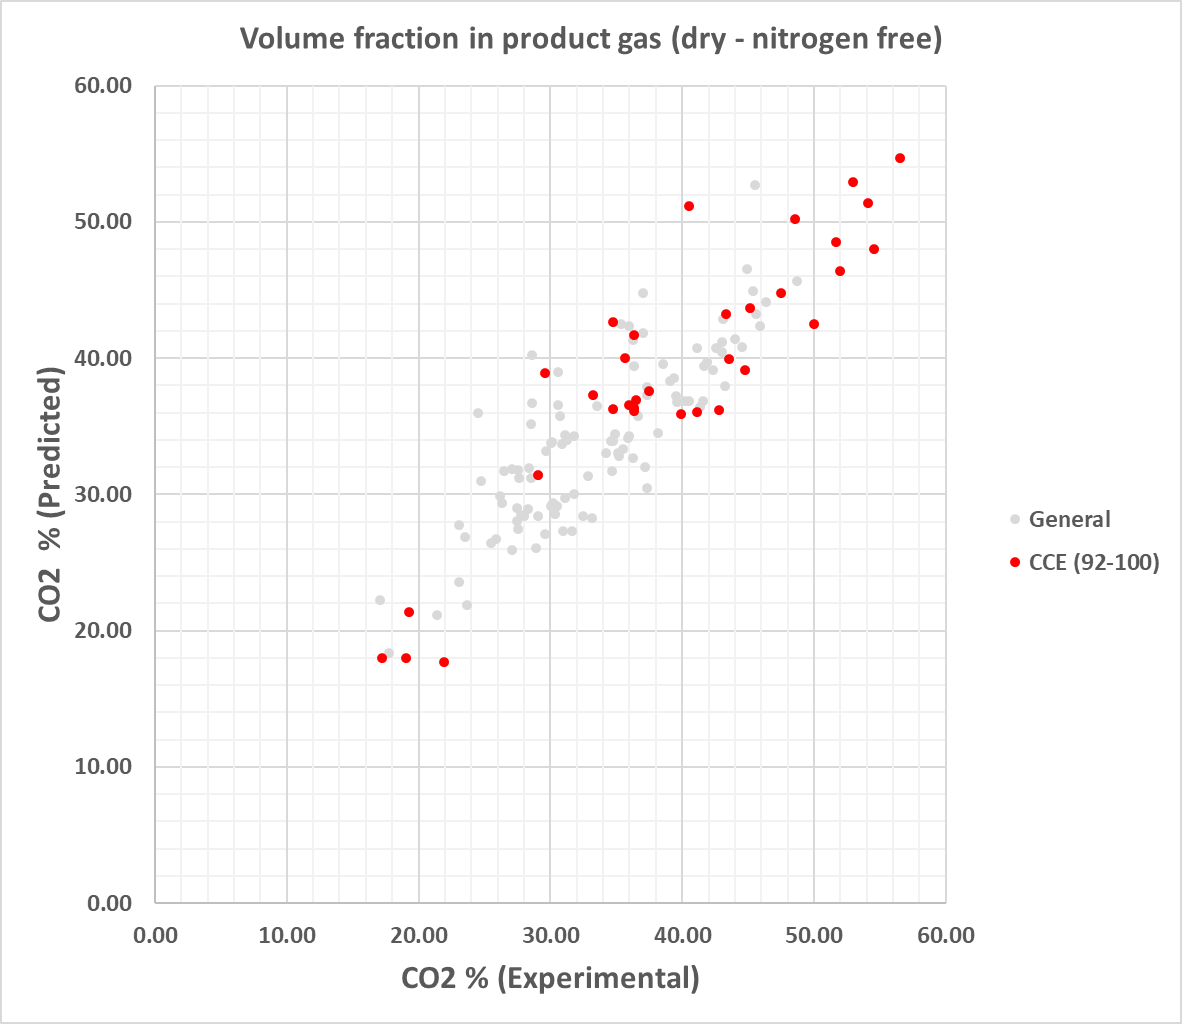 Volume fraction in product gas (dry - nitrogen free)
60.00
50.00
40.00
30.00
20.00
10.00
0.00
CO2 % (Predicted)
General
CCE (92-100)
0.00 10.00 20.00 30.00 40.00 50.00 60.00
CO2 % (Experimental)